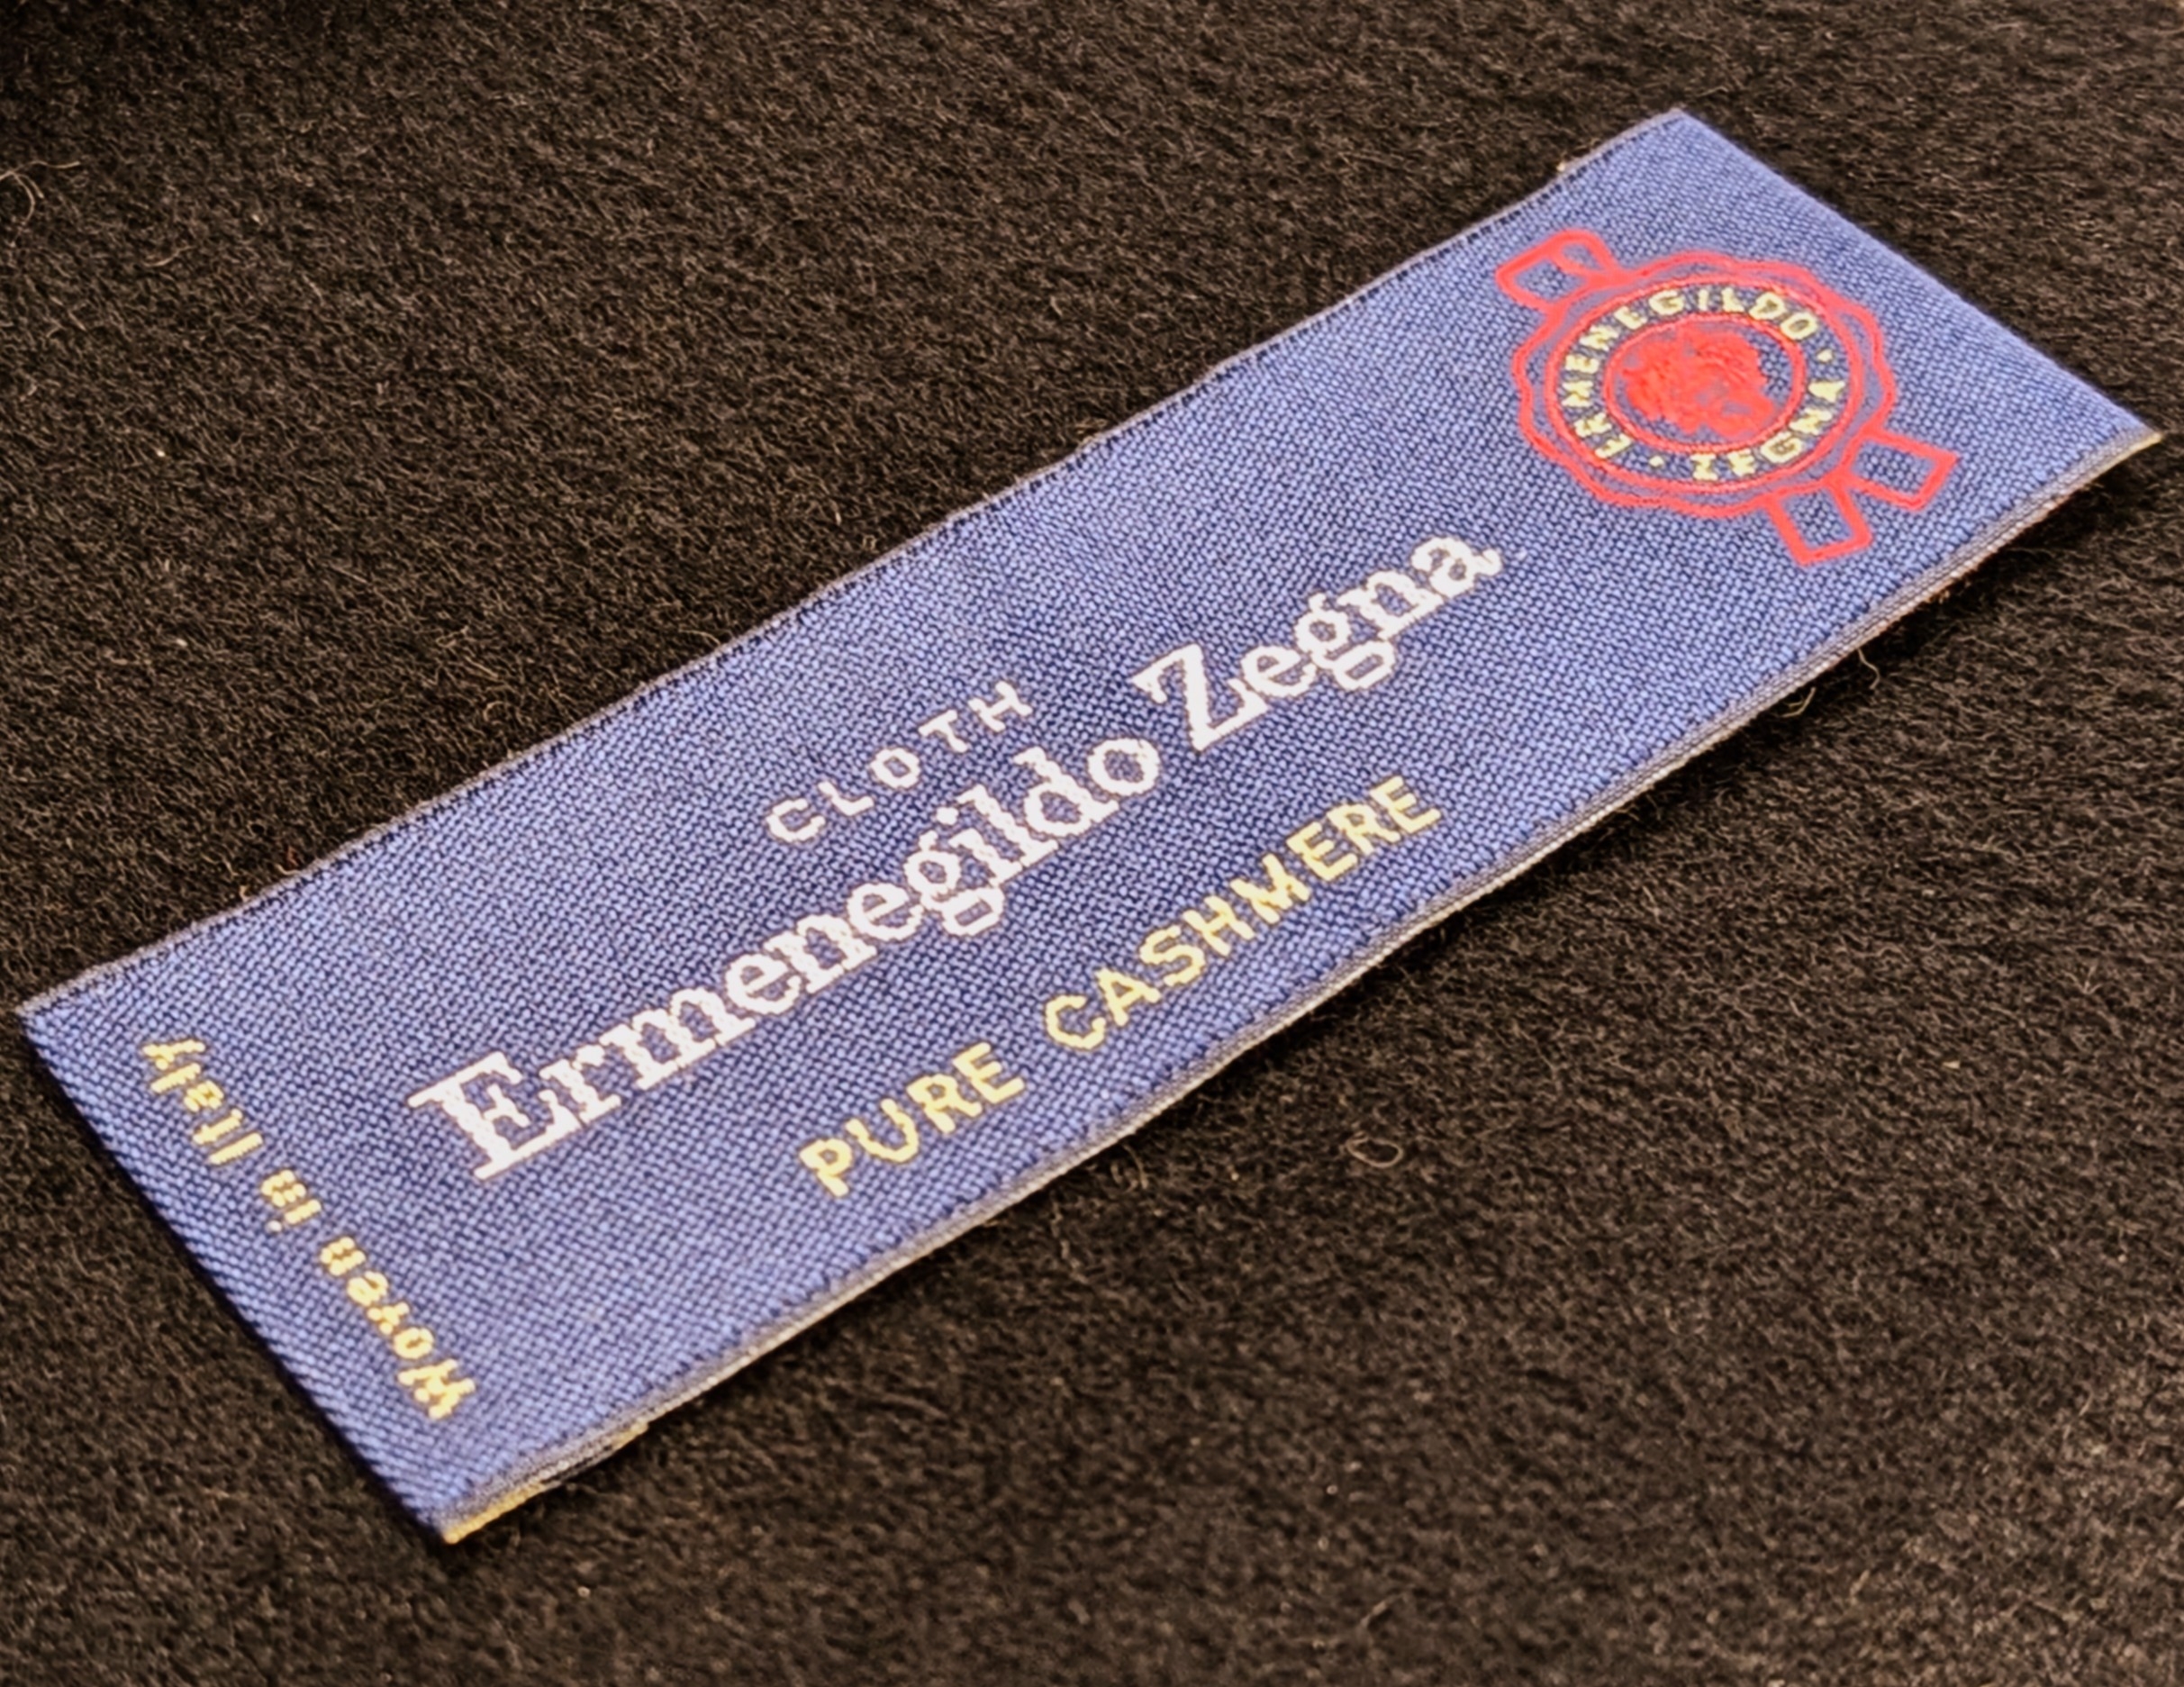 CLOTH
Ermenegildo Zegna
PURE CASHMERE
Woven in Italy
ERMENEGILDO · ZEGNA ·